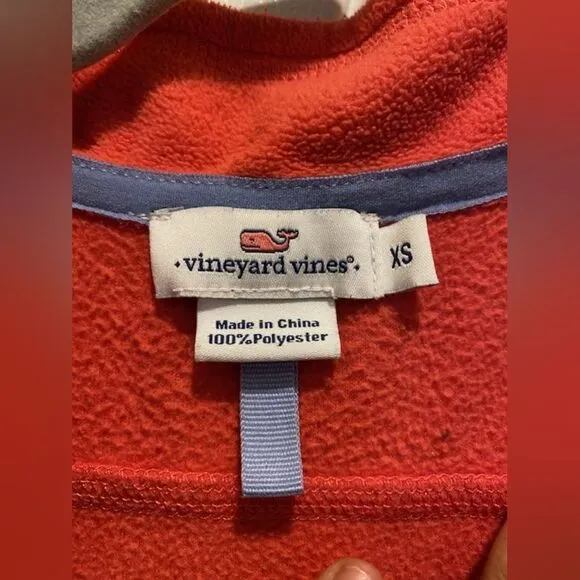 vineyard vines®
XS
Made in China
100%Polyester